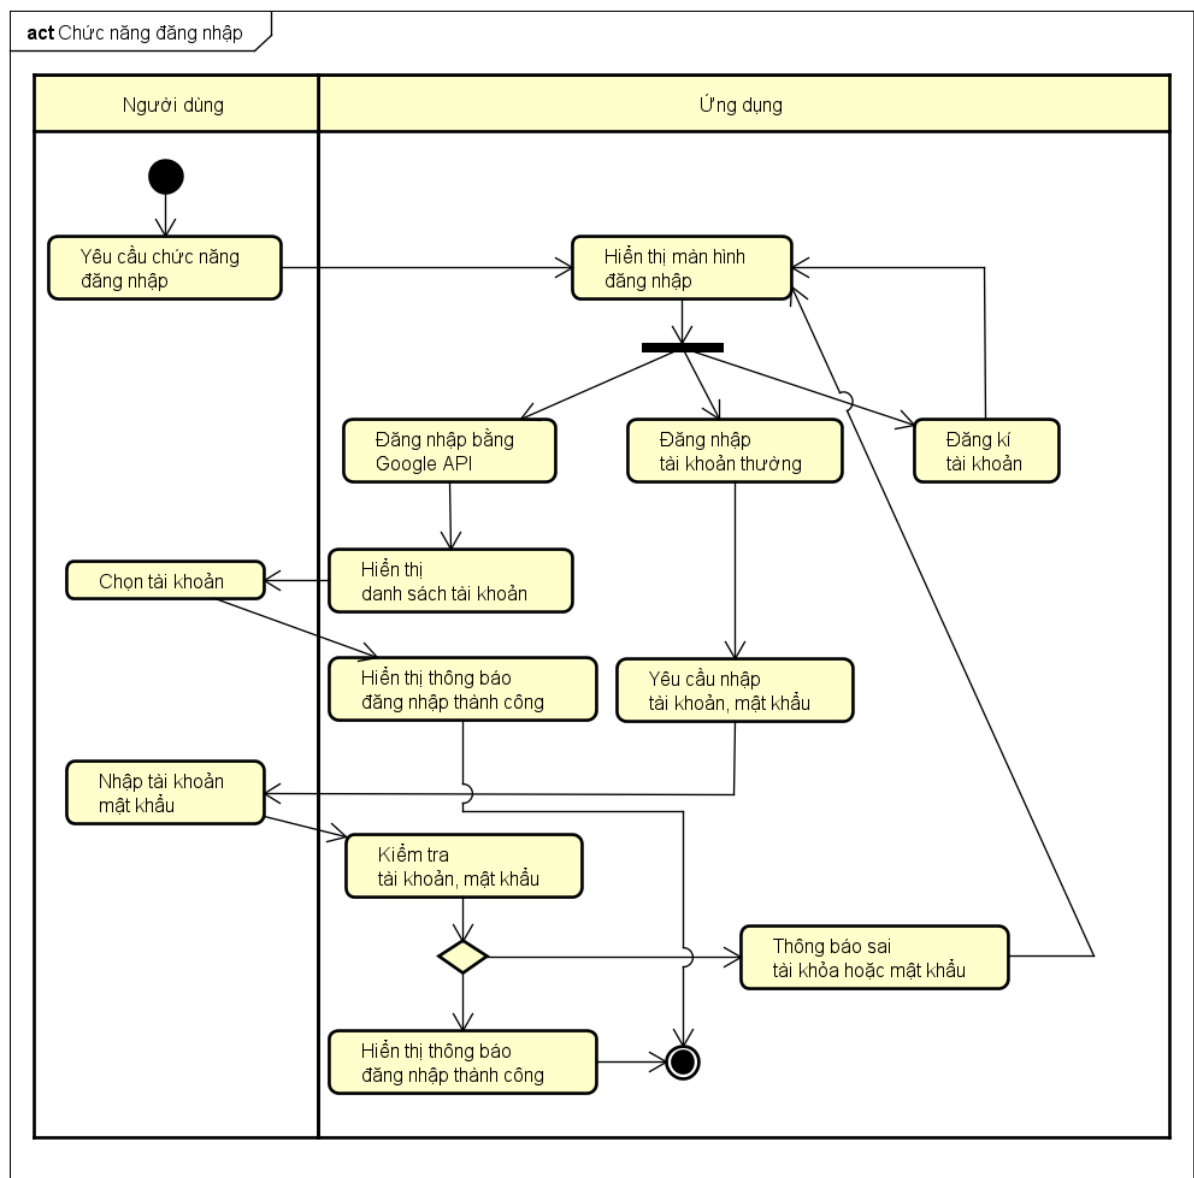 act Chức năng đăng nhập
Người dùng
Ứng dụng
Yêu cầu chức năng
đăng nhập
Hiển thị màn hình
đăng nhập
Đăng nhập bằng
Google API
Đăng nhập
tài khoản thường
Đăng kí
tài khoản
Chọn tài khoản
Hiển thị
danh sách tài khoản
Hiển thị thông báo
đăng nhập thành công
Yêu cầu nhập
tài khoản, mật khẩu
Nhập tài khoản
mật khẩu
Kiểm tra
tài khoản, mật khẩu
Thông báo sai
tài khỏa hoặc mật khẩu
Hiển thị thông báo
đăng nhập thành công